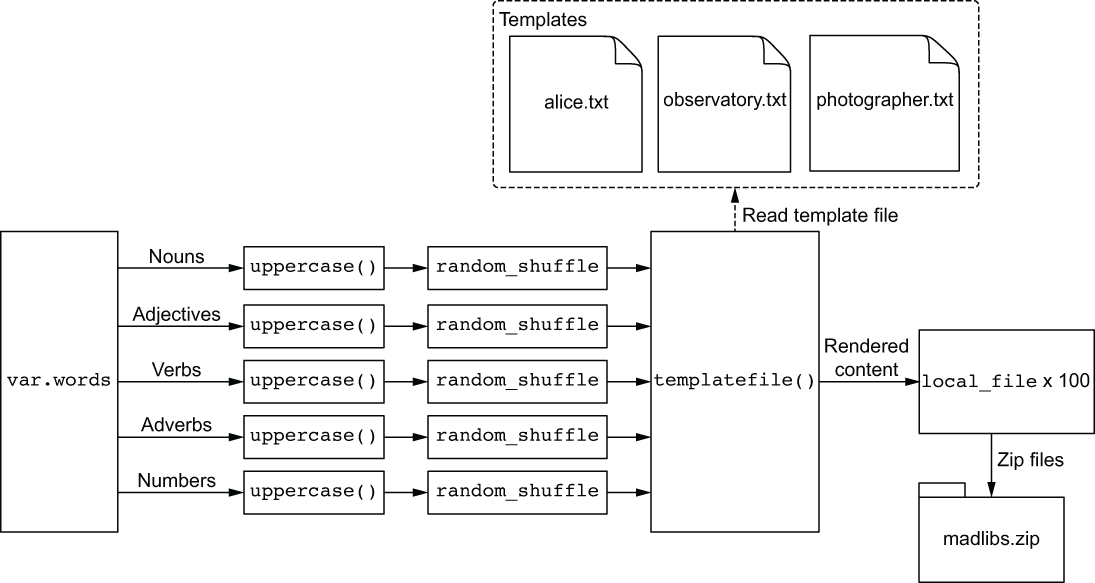 Templates
alice.txt
observatory.txt
photographer.txt
Read template file
var.words
Nouns
uppercase()
random_shuffle
Adjectives
uppercase()
random_shuffle
Verbs
uppercase()
random_shuffle
Adverbs
uppercase()
random_shuffle
Numbers
uppercase()
random_shuffle
templatefile()
Rendered
content
local_file x 100
Zip files
madlibs.zip